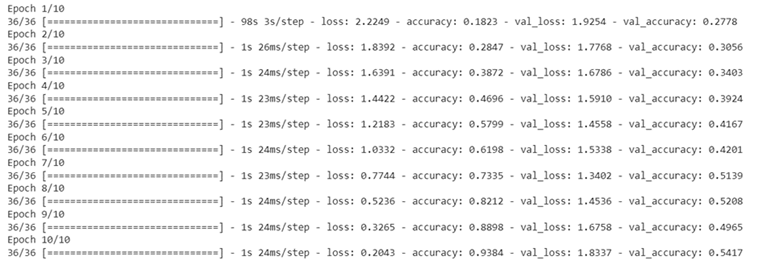 Epoch 1/10
36/36 [==============================] - 98s 3s/step - loss: 2.2249 - accuracy: 0.1823 - val_loss: 1.9254 - val_accuracy: 0.2778
Epoch 2/10
36/36 [==============================] - 1s 26ms/step - loss: 1.8392 - accuracy: 0.2847 - val_loss: 1.7768 - val_accuracy: 0.3056
Epoch 3/10
36/36 [==============================] - 1s 24ms/step - loss: 1.6391 - accuracy: 0.3872 - val_loss: 1.6786 - val_accuracy: 0.3403
Epoch 4/10
36/36 [==============================] - 1s 23ms/step - loss: 1.4422 - accuracy: 0.4696 - val_loss: 1.5910 - val_accuracy: 0.3924
Epoch 5/10
36/36 [==============================] - 1s 23ms/step - loss: 1.2183 - accuracy: 0.5799 - val_loss: 1.4558 - val_accuracy: 0.4167
Epoch 6/10
36/36 [==============================] - 1s 24ms/step - loss: 1.0332 - accuracy: 0.6198 - val_loss: 1.5338 - val_accuracy: 0.4201
Epoch 7/10
36/36 [==============================] - 1s 23ms/step - loss: 0.7744 - accuracy: 0.7335 - val_loss: 1.3402 - val_accuracy: 0.5139
Epoch 8/10
36/36 [==============================] - 1s 24ms/step - loss: 0.5236 - accuracy: 0.8212 - val_loss: 1.4536 - val_accuracy: 0.5208
Epoch 9/10
36/36 [==============================] - 1s 24ms/step - loss: 0.3265 - accuracy: 0.8898 - val_loss: 1.6758 - val_accuracy: 0.4965
Epoch 10/10
36/36 [==============================] - 1s 24ms/step - loss: 0.2043 - accuracy: 0.9384 - val_loss: 1.8337 - val_accuracy: 0.5417